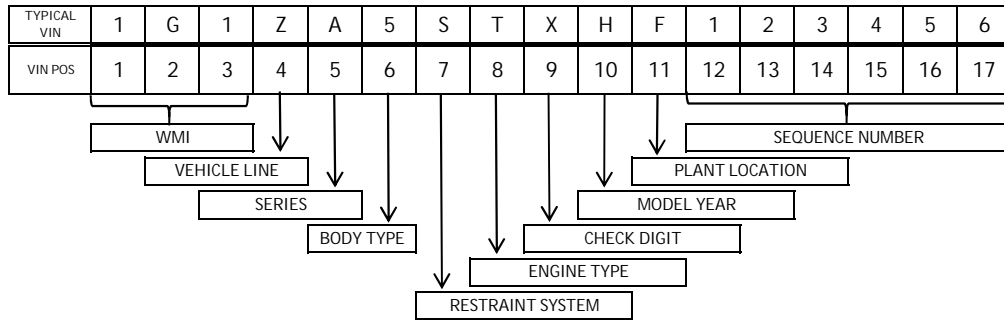 TYPICAL VIN 1 G 1 Z A 5 S T X H F 1 2 3 4 5 6
VIN POS 1 2 3 4 5 6 7 8 9 10 11 12 13 14 15 16 17
WMI SEQUENCE NUMBER
VEHICLE LINE PLANT LOCATION
SERIES MODEL YEAR
BODY TYPE CHECK DIGIT
ENGINE TYPE
RESTRAINT SYSTEM